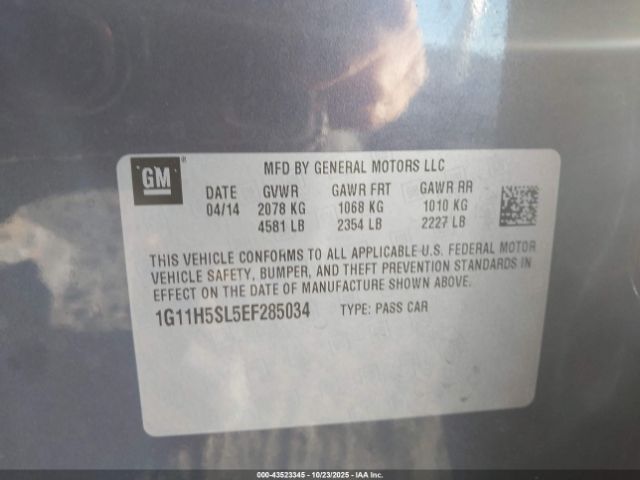 GM ®
MFD BY GENERAL MOTORS LLC
DATE GVWR GAWR FRT GAWR RR
04/14 2078 KG 1068 KG 1010 KG
4581 LB 2354 LB 2227 LB
THIS VEHICLE CONFORMS TO ALL APPLICABLE U.S. FEDERAL MOTOR
VEHICLE SAFETY, BUMPER, AND THEFT PREVENTION STANDARDS IN
EFFECT ON THE DATE OF MANUFACTURE SHOWN ABOVE.
1G11H5SL5EF285034 TYPE: PASS CAR
000-43523345 - 10/23/2025 - IAA Inc.